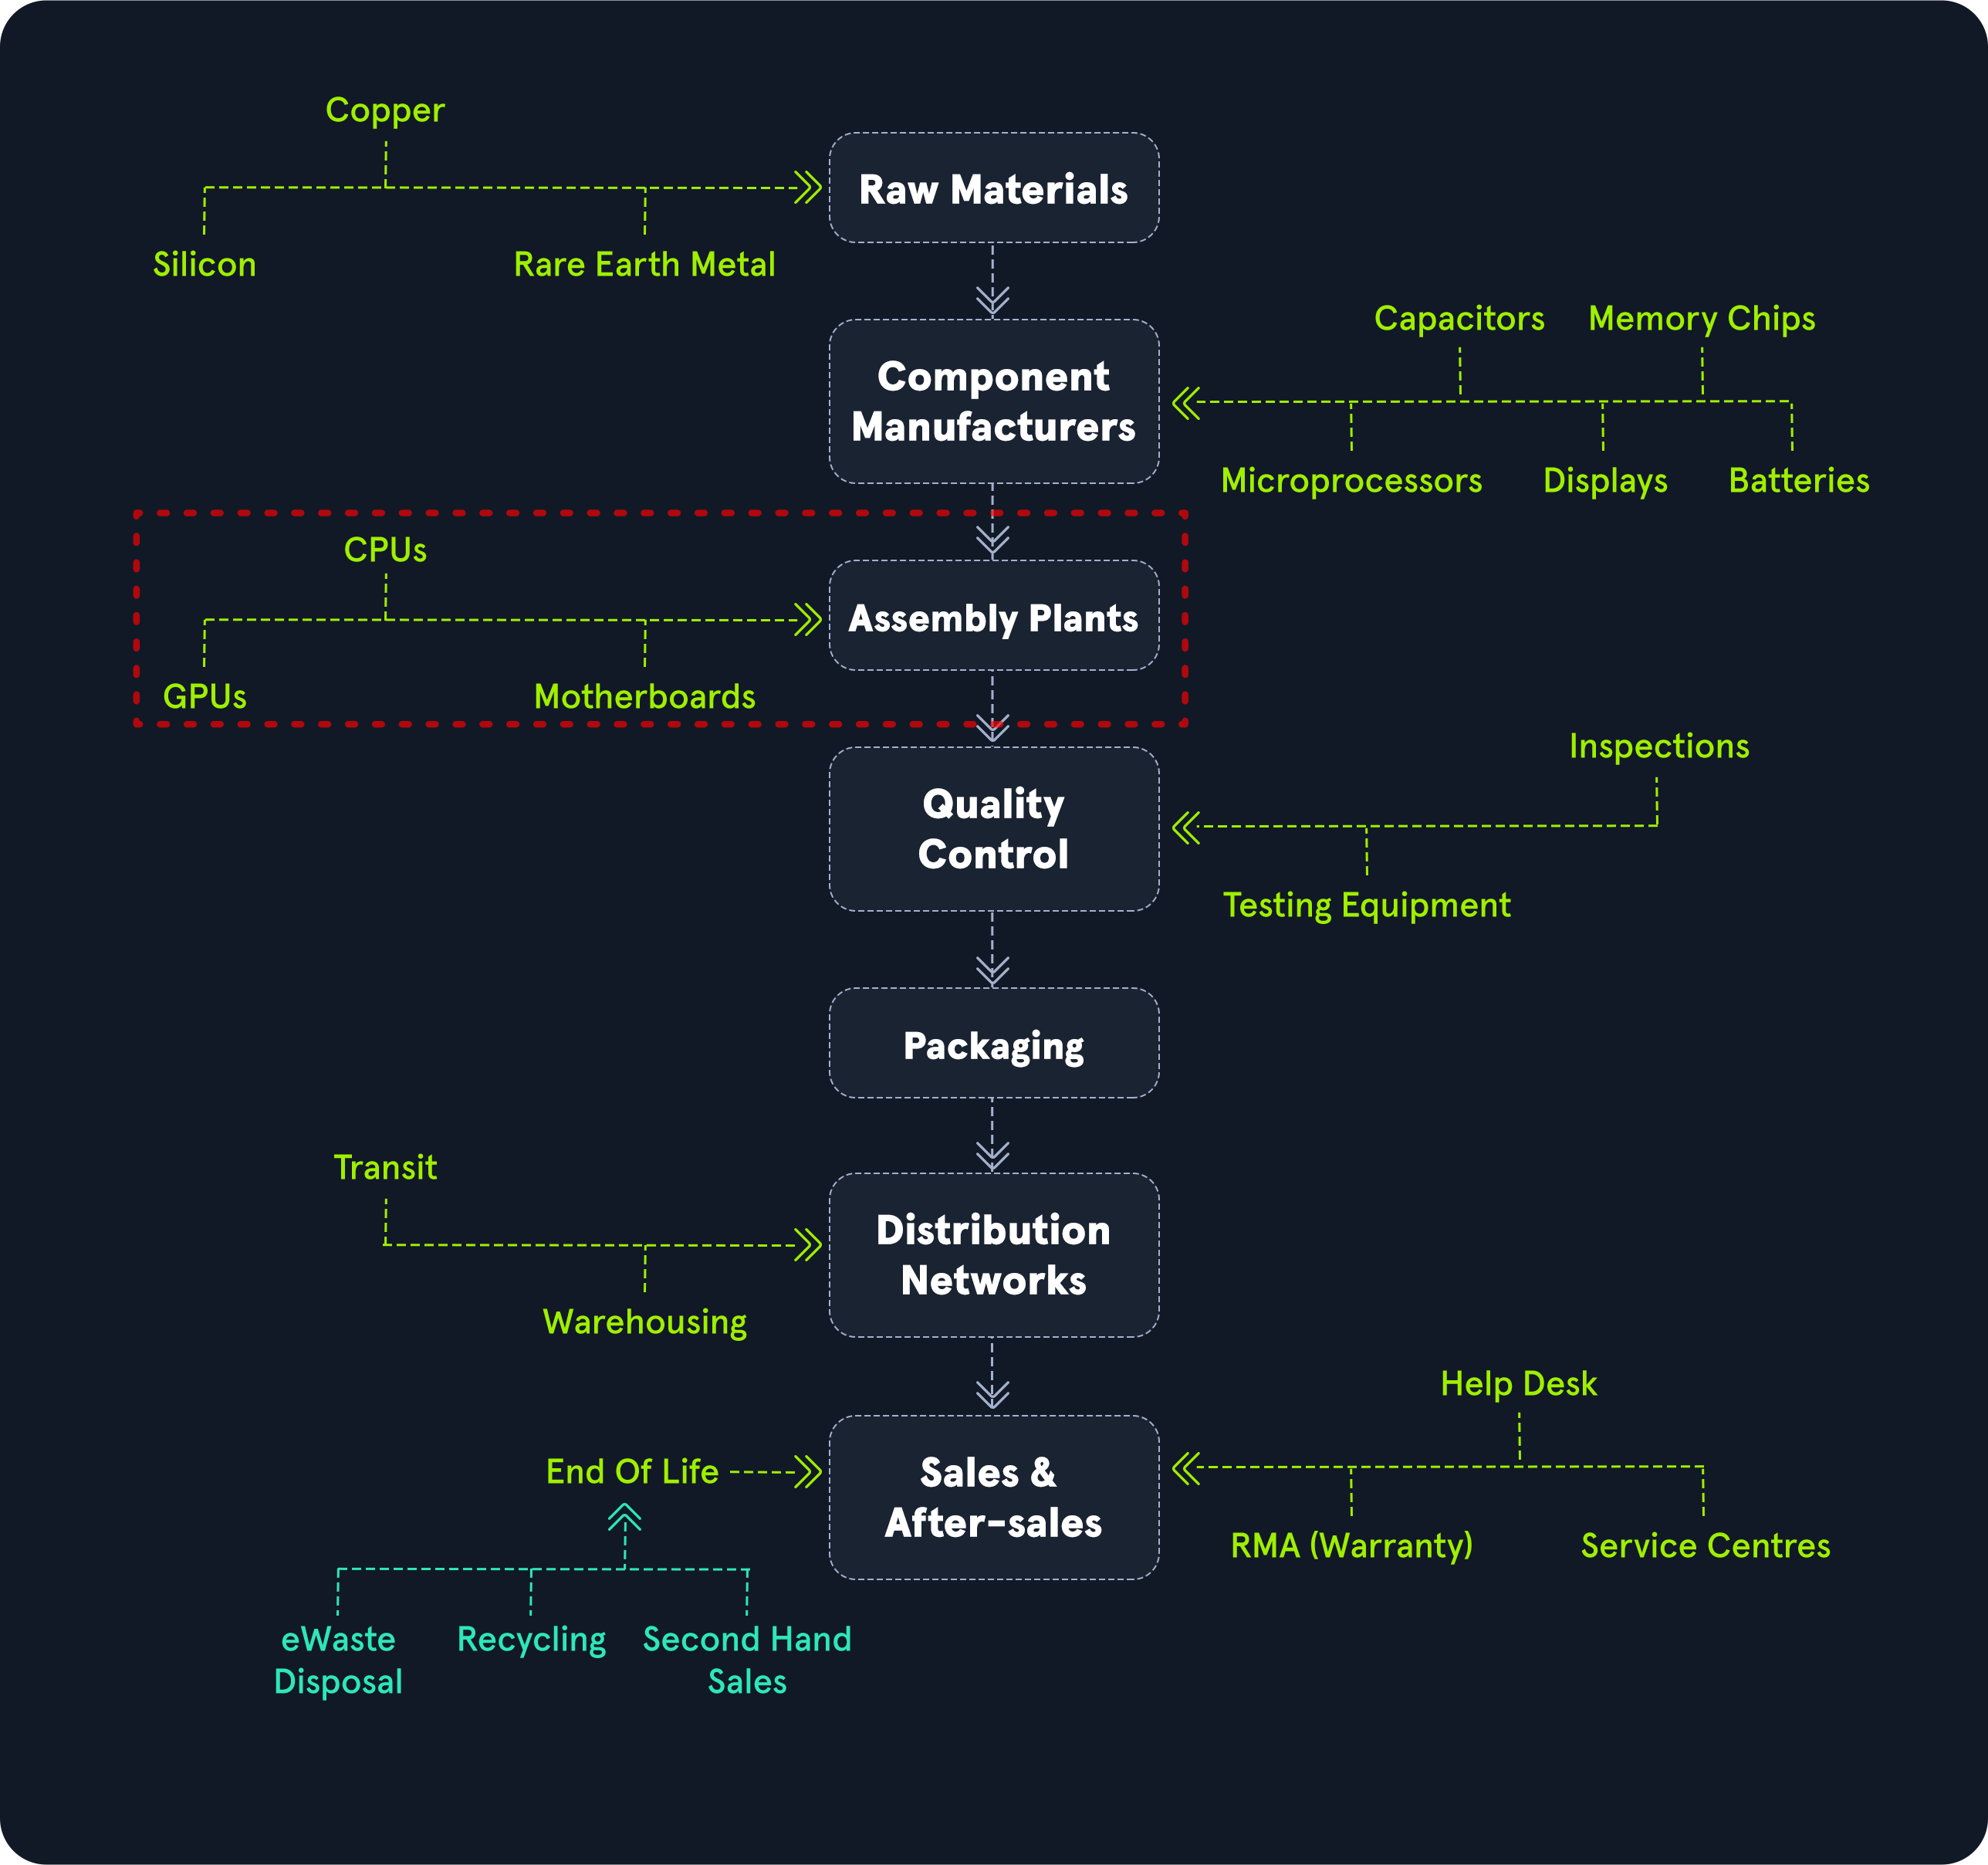 Copper
Raw Materials
Silicon
Rare Earth Metal
Capacitors
Memory Chips
Component
Manufacturers
Microprocessors
Displays
Batteries
CPUs
Assembly Plants
GPUs
Motherboards
Inspections
Quality
Control
Testing Equipment
Packaging
Transit
Distribution
Networks
Warehousing
Help Desk
End Of Life
Sales &
After-sales
RMA (Warranty)
Service Centres
eWaste
Disposal
Recycling
Second Hand
Sales